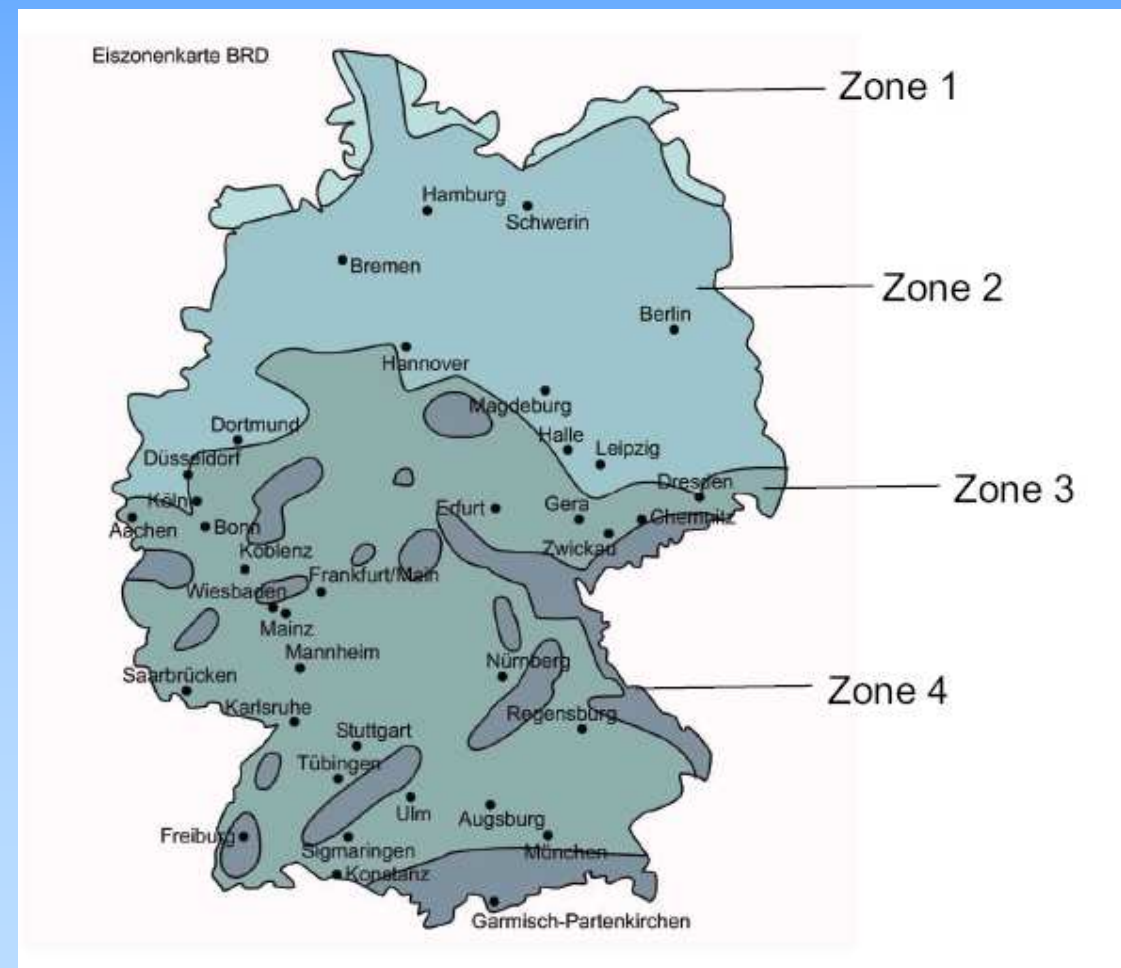 Eiszonenkarte BRD
Zone 1
Hamburg
Schwerin
Bremen
Zone 2
Berlin
Hannover
Magdeburg
Dortmund
Halle
Leipzig
Düsseldorf
Dresden
Zone 3
Köln
Erfurt
Gera
Chemnitz
Aachen
Bonn
Zwickau
Koblenz
Frankfurt/Main
Wiesbaden
Mainz
Mannheim
Nürnberg
Saarbrücken
Zone 4
Karlsruhe
Regensburg
Stuttgart
Tübingen
Ulm
Augsburg
Freiburg
Sigmaringen
München
Konstanz
Garmisch-Partenkirchen